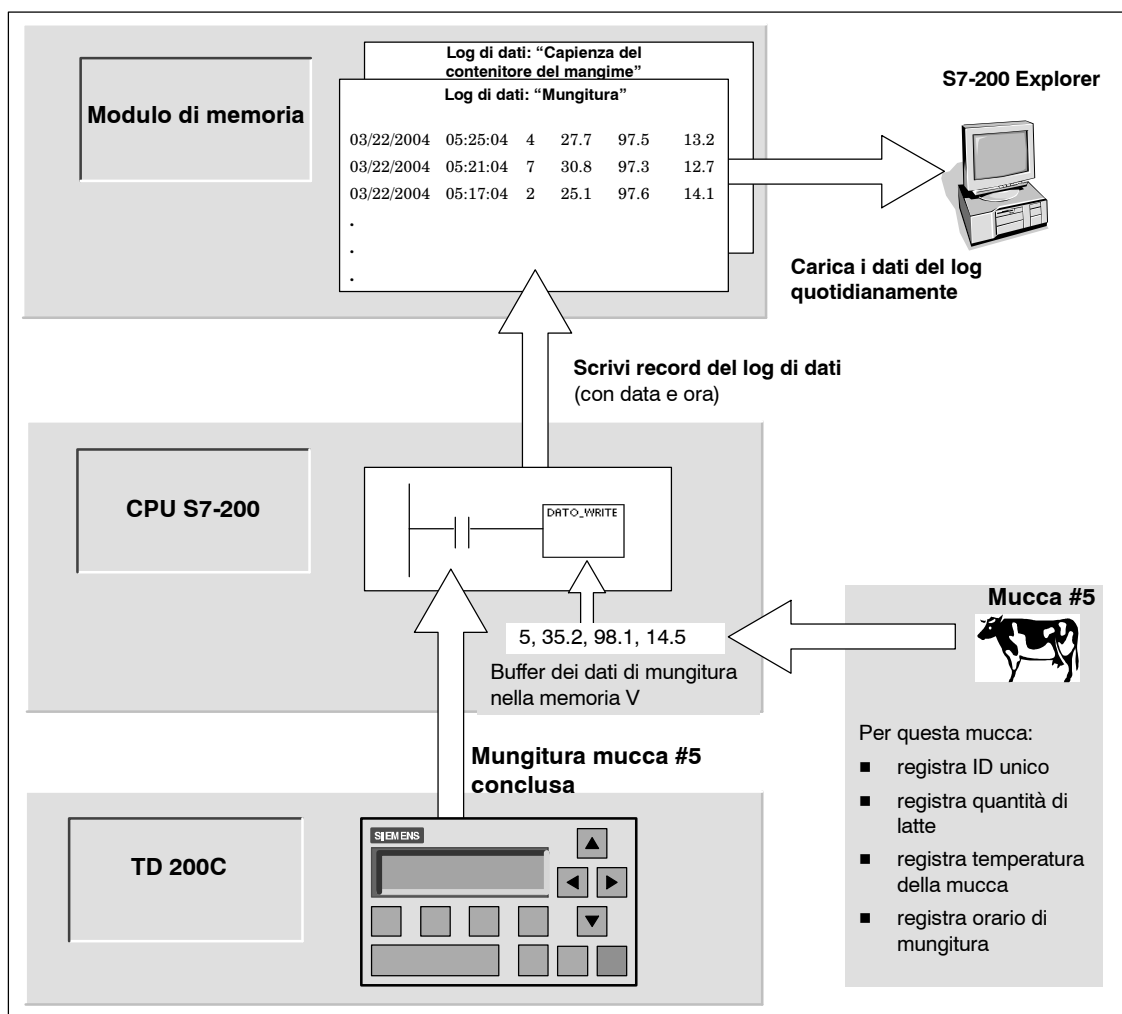 Log di dati: “Capienza del
contenitore del mangime”
Log di dati: “Mungitura”
03/22/2004 05:25:04 4 27.7 97.5 13.2
03/22/2004 05:21:04 7 30.8 97.3 12.7
03/22/2004 05:17:04 2 25.1 97.6 14.1
.
.
.
Modulo di memoria
S7-200 Explorer
Carica i dati del log
quotidianamente
Scrivi record del log di dati
(con data e ora)
CPU S7-200
DATO_WRITE
5, 35.2, 98.1, 14.5
Buffer dei dati di mungitura
nella memoria V
Mucca #5
Per questa mucca:
■ registra ID unico
■ registra quantità di
latte
■ registra temperatura
della mucca
■ registra orario di
mungitura
Mungitura mucca #5
conclusa
TD 200C
SIEMENS